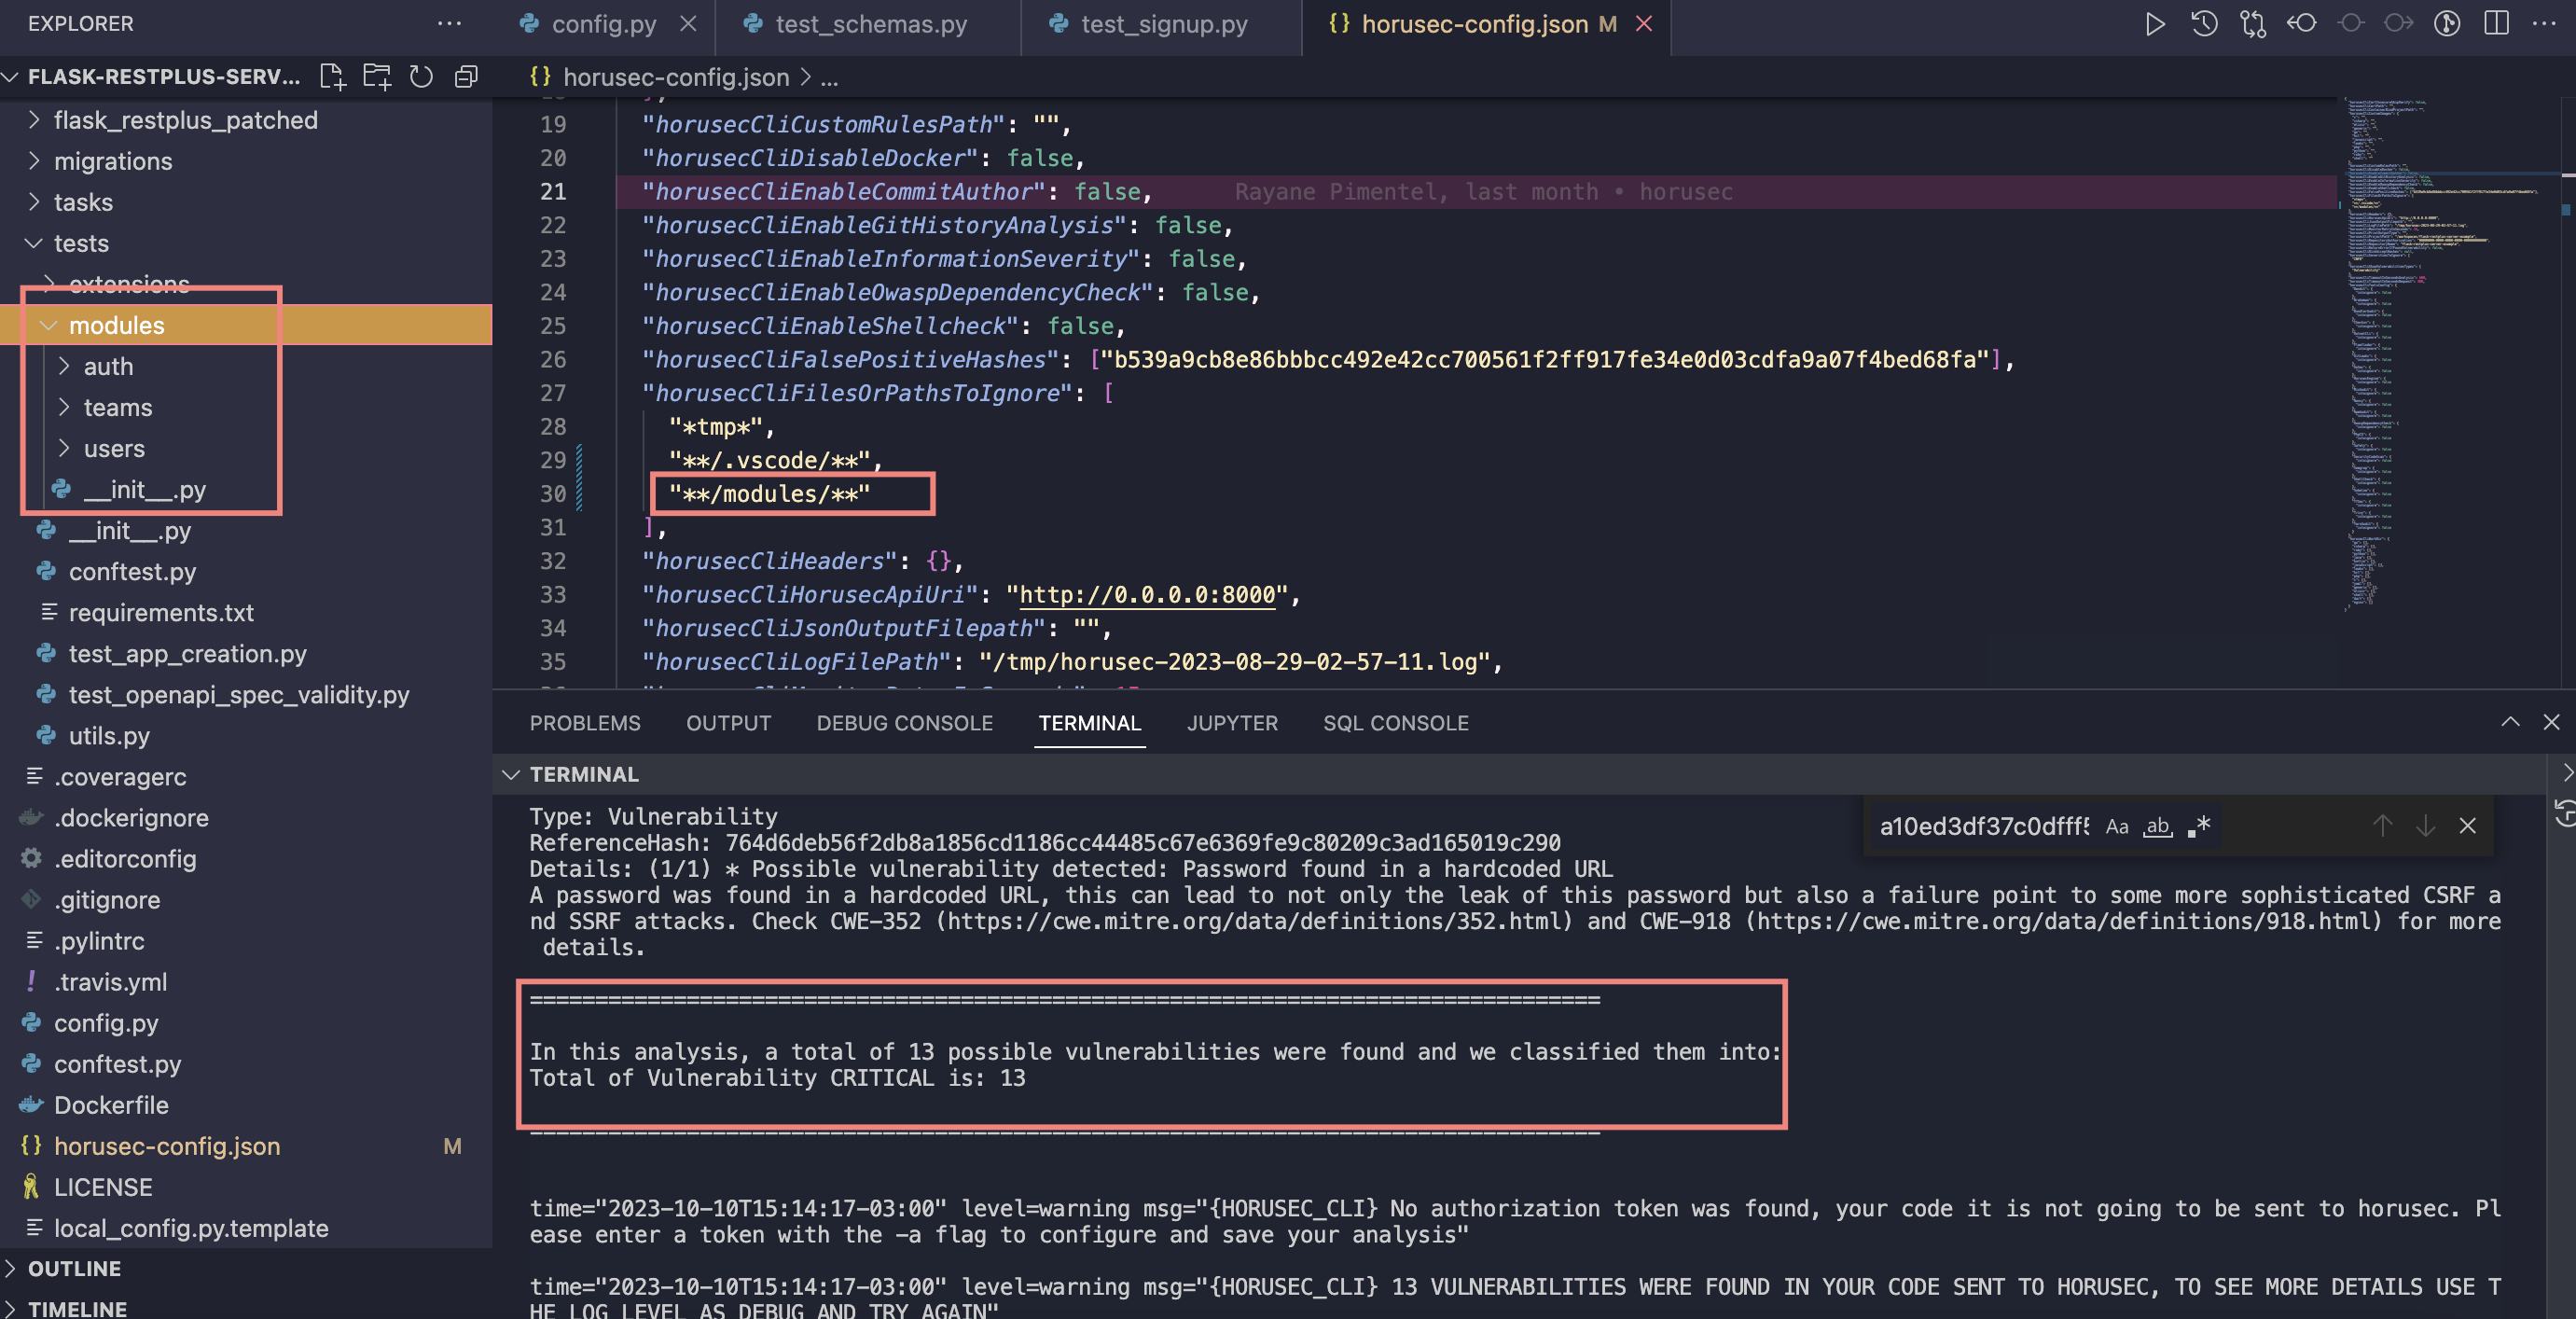 EXPLORER
config.py
test_schemas.py
test_signup.py
{} horusec-config.json M
FLASK-RESTPLUS-SERV...
{} horusec-config.json > ...
flask_restplus_patched
migrations
tasks
tests
extensions
modules
auth
teams
users
__init__.py
__init__.py
conftest.py
requirements.txt
test_app_creation.py
test_openapi_spec_validity.py
utils.py
.coveragerc
.dockerignore
.editorconfig
.gitignore
.pylintrc
! .travis.yml
config.py
conftest.py
Dockerfile
{} horusec-config.json M
LICENSE
local_config.py.template
OUTLINE
TIMELINE
19 "horusecCliCustomRulesPath": "",
20 "horusecCliDisableDocker": false,
21 "horusecCliEnableCommitAuthor": false, Rayane Pimentel, last month • horusec
22 "horusecCliEnableGitHistoryAnalysis": false,
23 "horusecCliEnableInformationSeverity": false,
24 "horusecCliEnableOwaspDependencyCheck": false,
25 "horusecCliEnableShellcheck": false,
26 "horusecCliFalsePositiveHashes": ["b539a9cb8e86bbbcc492e42cc700561f2ff917fe34e0d03cdfa9a07f4bed68fa"],
27 "horusecCliFilesOrPathsToIgnore": [
28 "*tmp*",
29 "**/.vscode/**",
30 "**/modules/**"
31 ],
32 "horusecCliHeaders": {},
33 "horusecCliHorusecApiUri": "http://0.0.0.0:8000",
34 "horusecCliJsonOutputFilepath": "",
35 "horusecCliLogFilePath": "/tmp/horusec-2023-08-29-02-57-11.log",
PROBLEMS OUTPUT DEBUG CONSOLE TERMINAL JUPYTER SQL CONSOLE
TERMINAL
a10ed3df37c0dfff5 Aa ab .*
Type: Vulnerability
ReferenceHash: 764d6deb56f2db8a1856cd1186cc44485c67e6369fe9c80209c3ad165019c290
Details: (1/1) * Possible vulnerability detected: Password found in a hardcoded URL
A password was found in a hardcoded URL, this can lead to not only the leak of this password but also a failure point to some more sophisticated CSRF a
nd SSRF attacks. Check CWE-352 (https://cwe.mitre.org/data/definitions/352.html) and CWE-918 (https://cwe.mitre.org/data/definitions/918.html) for more
details.
==================================================================================
In this analysis, a total of 13 possible vulnerabilities were found and we classified them into:
Total of Vulnerability CRITICAL is: 13
==================================================================================
time="2023-10-10T15:14:17-03:00" level=warning msg="{HORUSEC_CLI} No authorization token was found, your code it is not going to be sent to horusec. Pl
ease enter a token with the -a flag to configure and save your analysis"
time="2023-10-10T15:14:17-03:00" level=warning msg="{HORUSEC_CLI} 13 VULNERABILITIES WERE FOUND IN YOUR CODE SENT TO HORUSEC, TO SEE MORE DETAILS USE T
HE LOG LEVEL AS DEBUG AND TRY AGAIN"